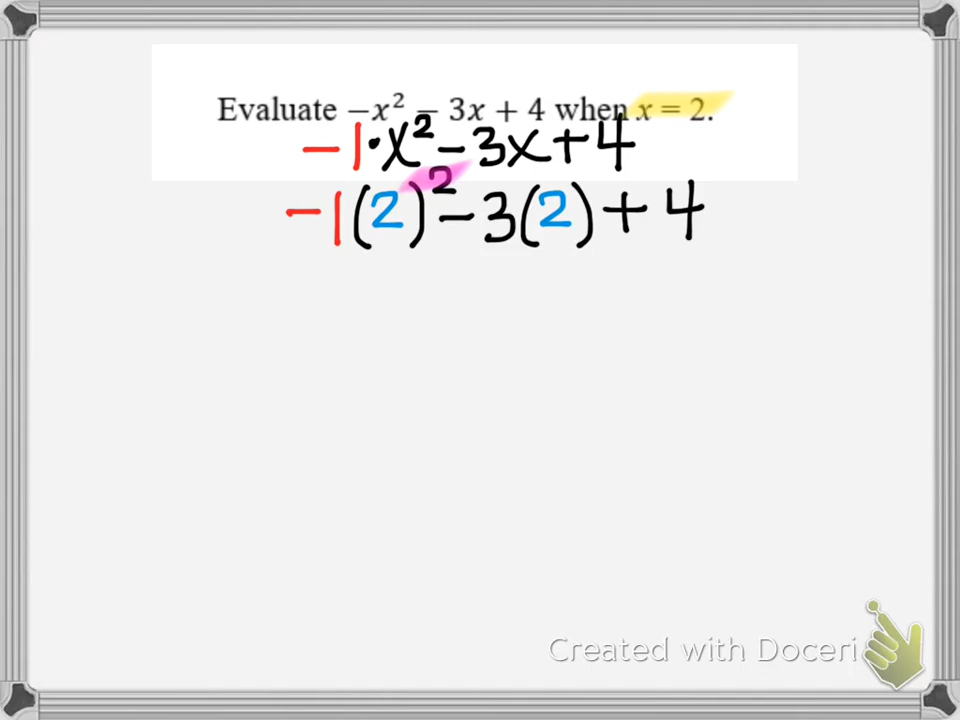 Evaluate −x² − 3x + 4 when x = 2.
−1·x² −3x+4
−1(2)² −3(2) + 4
Created with Doceri